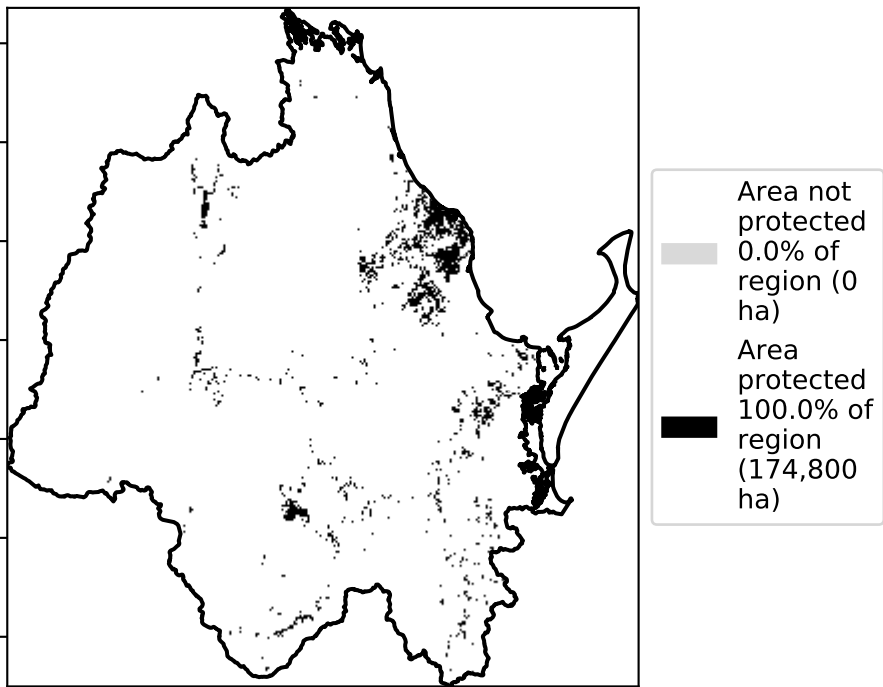 Area not
protected
0.0% of
region (0
ha)
Area
protected
100.0% of
region
(174,800
ha)